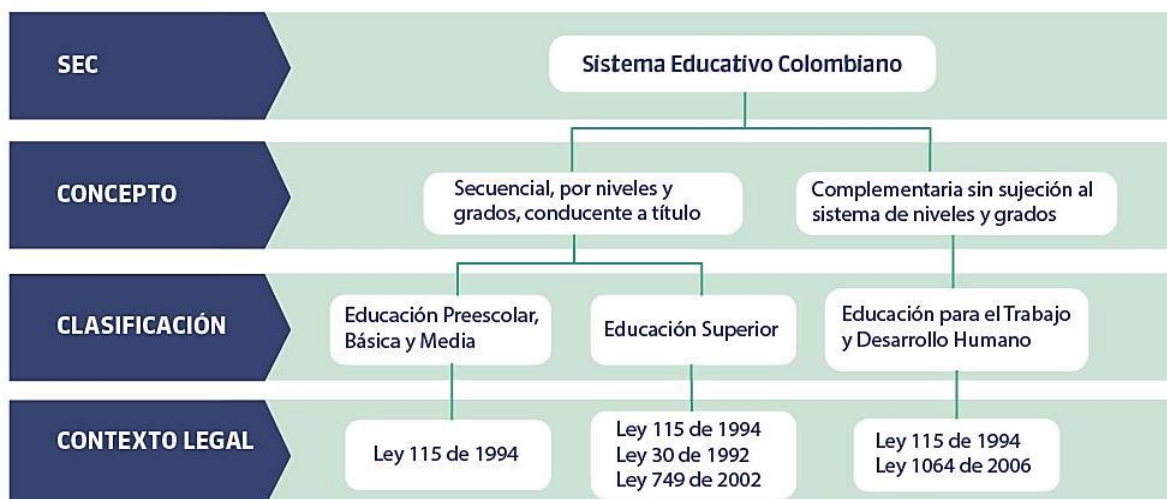 SEC
Sistema Educativo Colombiano
CONCEPTO
Secuencial, por niveles y
grados, conducente a título
Complementaria sin sujeción al
sistema de niveles y grados
CLASIFICACIÓN
Educación Preescolar,
Básica y Media
Educación Superior
Educación para el Trabajo
y Desarrollo Humano
CONTEXTO LEGAL
Ley 115 de 1994
Ley 115 de 1994
Ley 30 de 1992
Ley 749 de 2002
Ley 115 de 1994
Ley 1064 de 2006